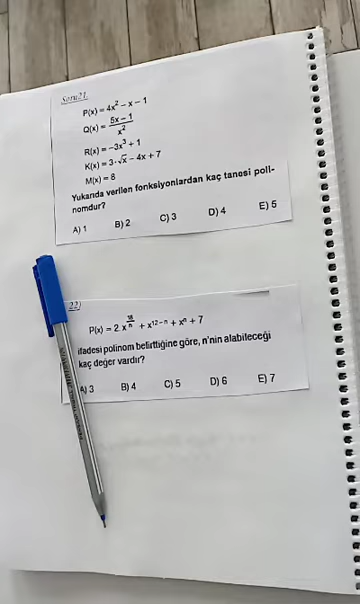 Soru21.
P(x) = 4x² – x – 1
Q(x) = (5x – 1)/x²
R(x) = –3x³ + 1
K(x) = 3·√x – 4x + 7
M(x) = 8
Yukarıda verilen fonksiyonlardan kaç tanesi poli-
nomdur?
A) 1 B) 2 C) 3 D) 4 E) 5
22)
P(x) = 2.x^(18/n) + x^(12–n) + xⁿ + 7
ifadesi polinom belirttiğine göre, n'nin alabileceği
kaç değer vardır?
A) 3 B) 4 C) 5 D) 6 E) 7